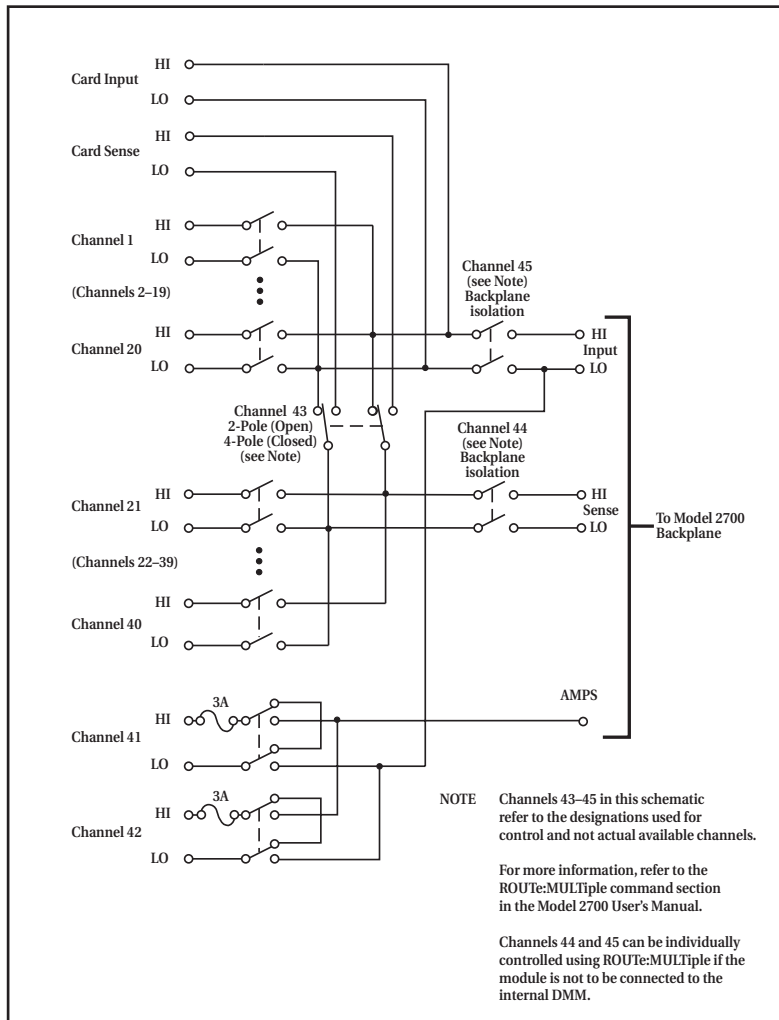 HI
Card Input
LO
HI
Card Sense
LO
HI
Channel 1
LO
(Channels 2–19)
HI
Channel 20
LO
Channel 45
(see Note)
Backplane
isolation
HI
Input
LO
Channel 43
2-Pole (Open)
4-Pole (Closed)
(see Note)
Channel 44
(see Note)
Backplane
isolation
HI
Channel 21
LO
HI
Sense
LO
To Model 2700
Backplane
(Channels 22–39)
HI
Channel 40
LO
AMPS
3A
HI
Channel 41
LO
3A
HI
Channel 42
LO
NOTE Channels 43–45 in this schematic
refer to the designations used for
control and not actual available channels.
For more information, refer to the
ROUTe:MULTiple command section
in the Model 2700 User's Manual.
Channels 44 and 45 can be individually
controlled using ROUTe:MULTiple if the
module is not to be connected to the
internal DMM.